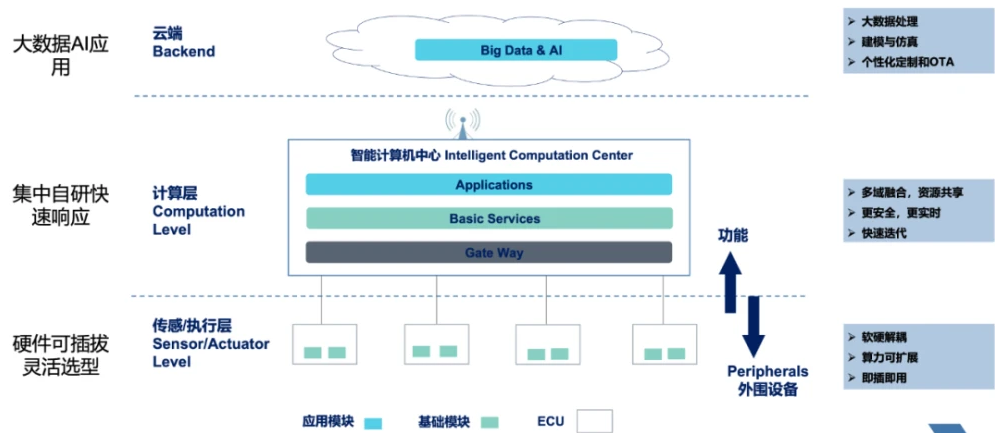 大数据AI应
用
云端
Backend
Big Data & AI
➢ 大数据处理
➢ 建模与仿真
➢ 个性化定制和OTA
集中自研快
速响应
计算层
Computation
Level
智能计算机中心 Intelligent Computation Center
Applications
Basic Services
Gate Way
功能
➢ 多域融合，资源共享
➢ 更安全，更实时
➢ 快速迭代
硬件可插拔
灵活选型
传感/执行层
Sensor/Actuator
Level
Peripherals
外围设备
➢ 软硬解耦
➢ 算力可扩展
➢ 即插即用
应用模块
基础模块
ECU